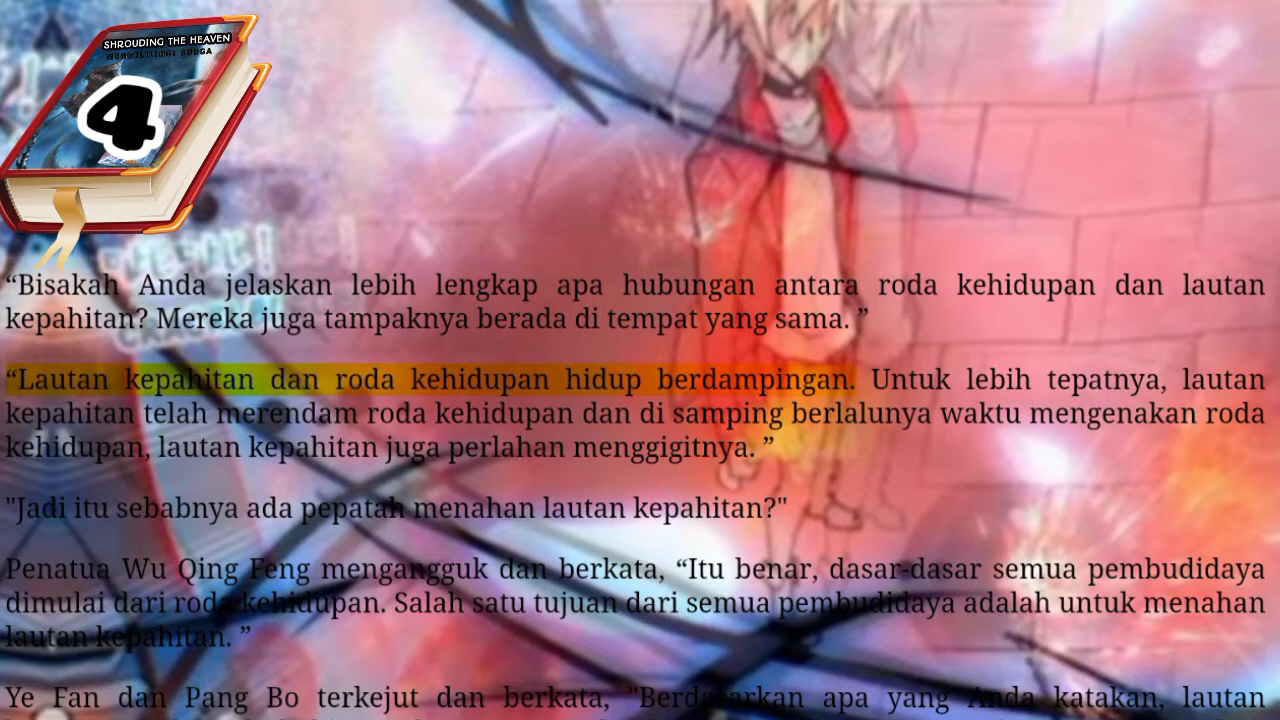 SHROUDING THE HEAVEN
4
“Bisakah Anda jelaskan lebih lengkap apa hubungan antara roda kehidupan dan lautan
kepahitan? Mereka juga tampaknya berada di tempat yang sama. ”
“Lautan kepahitan dan roda kehidupan hidup berdampingan. Untuk lebih tepatnya, lautan
kepahitan telah merendam roda kehidupan dan di samping berlalunya waktu mengenakan roda
kehidupan, lautan kepahitan juga perlahan menggigitnya. ”
"Jadi itu sebabnya ada pepatah menahan lautan kepahitan?"
Penatua Wu Qing Feng mengangguk dan berkata, “Itu benar, dasar-dasar semua pembudidaya
dimulai dari roda kehidupan. Salah satu tujuan dari semua pembudidaya adalah untuk menahan
lautan kepahitan. ”
Ye Fan dan Pang Bo terkejut dan berkata, "Berdasarkan apa yang Anda katakan, lautan